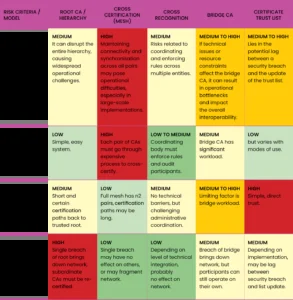 RISK CRITERIA /
MODEL
ROOT CA /
HIERARCHY
CROSS
CERTIFICATION
(MESH)
CROSS
RECOGNITION
BRIDGE CA
CERTIFICATE
TRUST LIST
MEDIUM
It can disrupt the
entire hierarchy,
causing
widespread
operational
challenges.
HIGH
Maintaining
connectivity and
synchronisation
across all paths
may pose
operational
difficulties,
especially in
large-scale
implementations.
MEDIUM
Risks related to
coordinating
and enforcing
rules across
multiple entities.
MEDIUM TO HIGH
If technical
issues or
resource
constraints
affect the bridge
CA, it can result
in operational
bottlenecks
and impact
the overall
interoperability.
MEDIUM TO HIGH
Lies in the
potential lag
between a
security breach
and the update
of the trust list.
LOW
Simple, easy
system.
HIGH
Each pair of CAs
must go through
expensive
process to cross-
certify.
LOW TO MEDIUM
Coordinating
body must
enforce rules
and audit
participants.
MEDIUM
Bridge CA has
significant
workload.
LOW
but varies with
modes of use.
MEDIUM
Short and
certain
certification
paths back to
trusted root.
LOW
Full mesh has n2
paths, certification
paths may be
long.
MEDIUM
No technical
barriers, but
challenging
administrative
coordination.
MEDIUM TO HIGH
Limiting factor is
bridge workload.
HIGH
Simple, direct
trust.
HIGH
Single breach
of root brings
down network;
subordinate
CAs must be re-
certified.
LOW
Single breach
may have no
effect on others,
or may fragment
network.
LOW
Depending on
level of technical
integration,
probably no
effect on
network.
MEDIUM
Breach of bridge
brings down
network; but
participants can
still operate on
their own.
MEDIUM
Depending on
implementation,
may be lag
between
security breach
and list update.